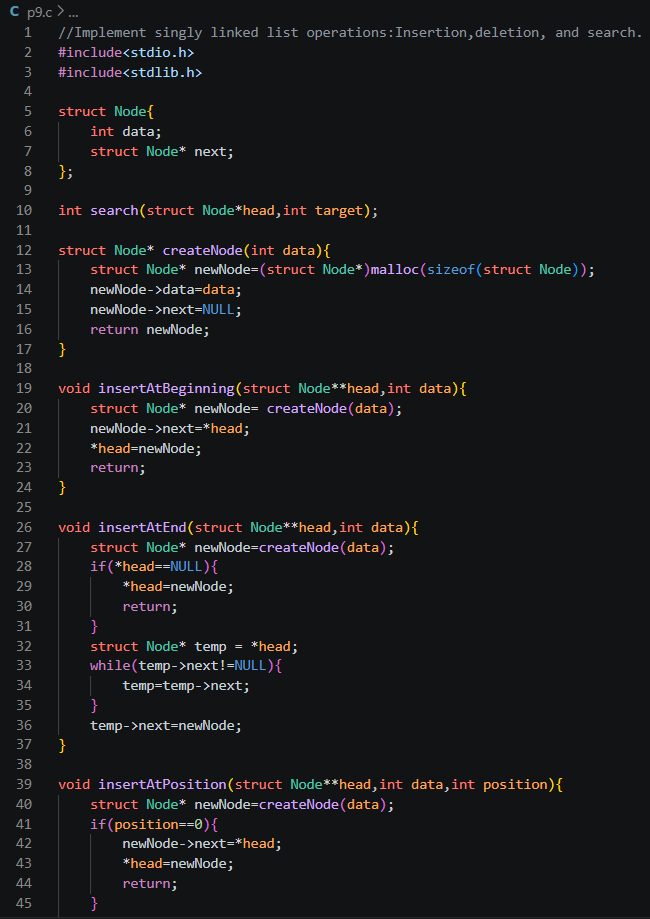 C p9.c > ...
1 //Implement singly linked list operations:Insertion,deletion, and search.
2 #include<stdio.h>
3 #include<stdlib.h>
4
5 struct Node{
6     int data;
7     struct Node* next;
8 };
9
10 int search(struct Node*head,int target);
11
12 struct Node* createNode(int data){
13     struct Node* newNode=(struct Node*)malloc(sizeof(struct Node));
14     newNode->data=data;
15     newNode->next=NULL;
16     return newNode;
17 }
18
19 void insertAtBeginning(struct Node**head,int data){
20     struct Node* newNode= createNode(data);
21     newNode->next=*head;
22     *head=newNode;
23     return;
24 }
25
26 void insertAtEnd(struct Node**head,int data){
27     struct Node* newNode=createNode(data);
28     if(*head==NULL){
29         *head=newNode;
30         return;
31     }
32     struct Node* temp = *head;
33     while(temp->next!=NULL){
34         temp=temp->next;
35     }
36     temp->next=newNode;
37 }
38
39 void insertAtPosition(struct Node**head,int data,int position){
40     struct Node* newNode=createNode(data);
41     if(position==0){
42         newNode->next=*head;
43         *head=newNode;
44         return;
45     }